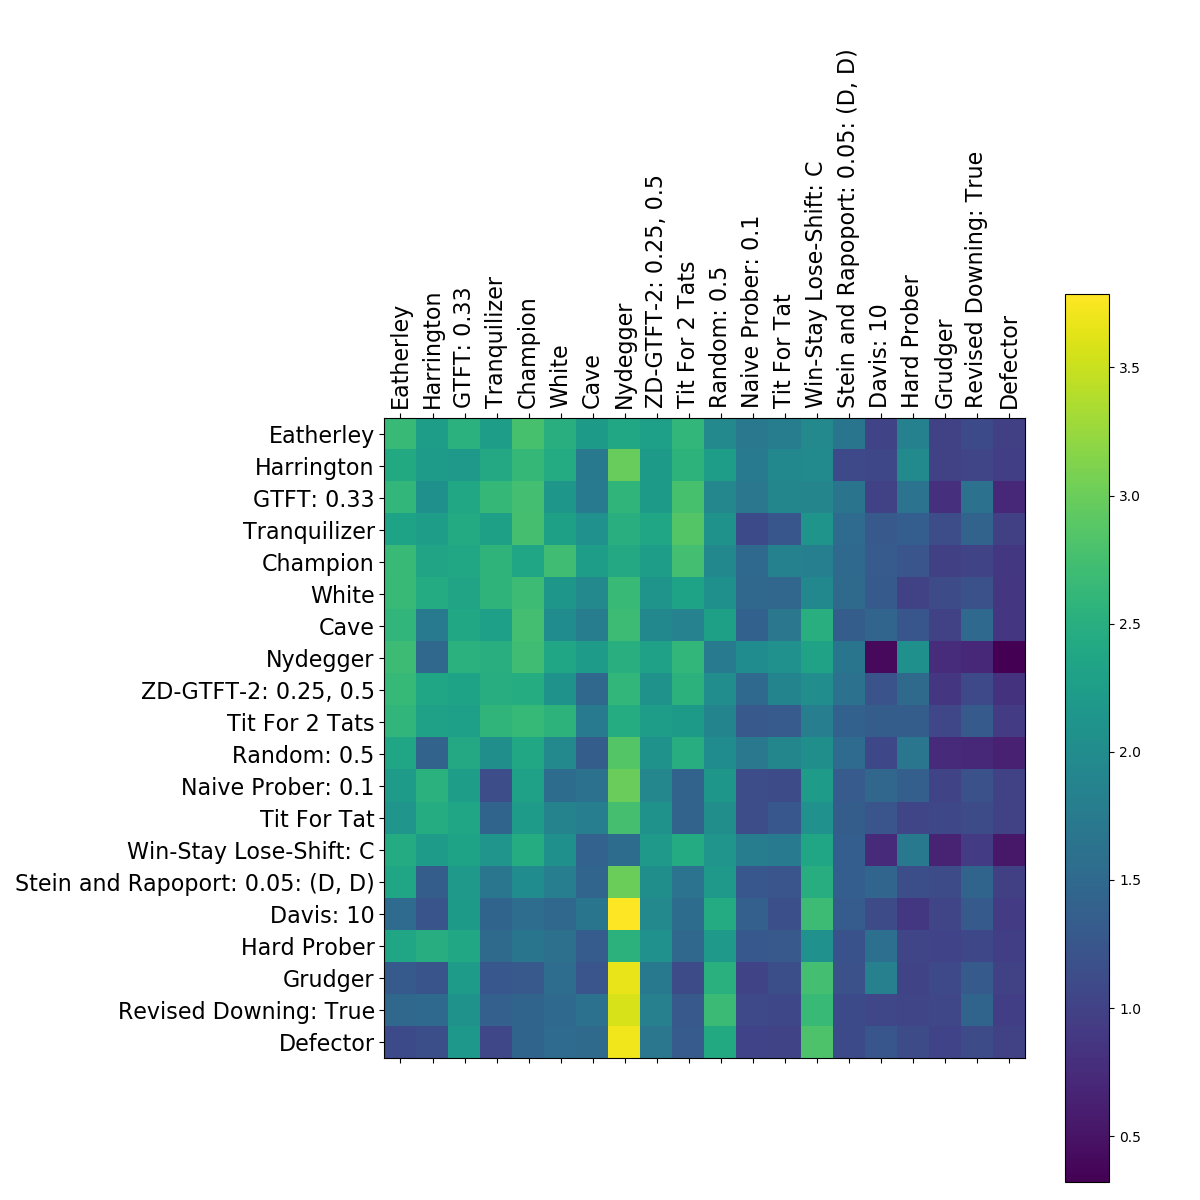 Eatherley
Harrington
GTFT: 0.33
Tranquilizer
Champion
White
Cave
Nydegger
ZD-GTFT-2: 0.25, 0.5
Tit For 2 Tats
Random: 0.5
Naive Prober: 0.1
Tit For Tat
Win-Stay Lose-Shift: C
Stein and Rapoport: 0.05: (D, D)
Davis: 10
Hard Prober
Grudger
Revised Downing: True
Defector
Eatherley
Harrington
GTFT: 0.33
Tranquilizer
Champion
White
Cave
Nydegger
ZD-GTFT-2: 0.25, 0.5
Tit For 2 Tats
Random: 0.5
Naive Prober: 0.1
Tit For Tat
Win-Stay Lose-Shift: C
Stein and Rapoport: 0.05: (D, D)
Davis: 10
Hard Prober
Grudger
Revised Downing: True
Defector
3.5
3.0
2.5
2.0
1.5
1.0
0.5